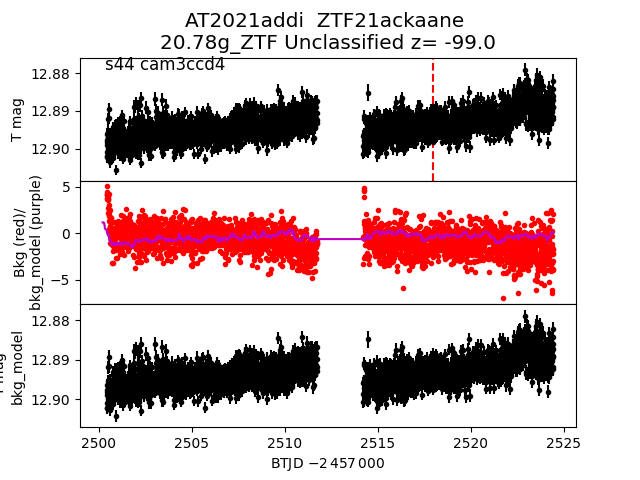 AT2021addi  ZTF21ackaane
20.78g_ZTF Unclassified z= -99.0
s44 cam3ccd4
12.88
12.89
12.90
T mag
5
0
−5
Bkg (red)/
bkg_model (purple)
12.88
12.89
12.90
bkg_model
2500
2505
2510
2515
2520
2525
BTJD −2 457 000